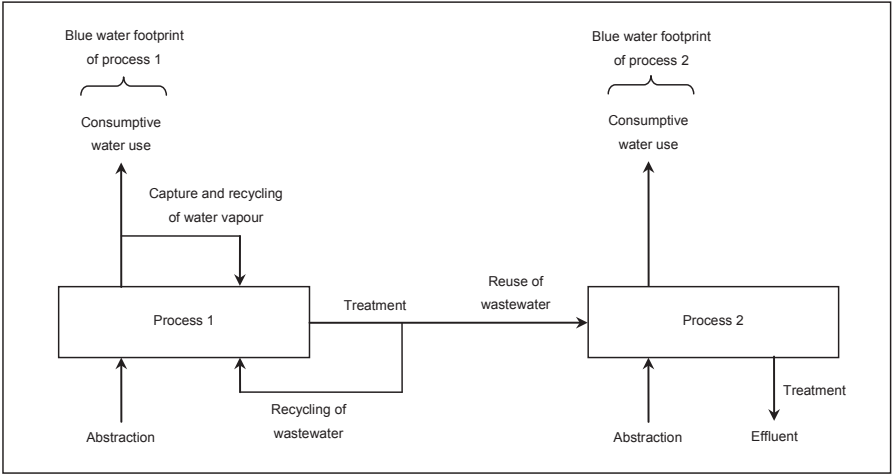 Blue water footprint
of process 1
Blue water footprint
of process 2
Consumptive
water use
Consumptive
water use
Capture and recycling
of water vapour
Process 1
Treatment
Reuse of
wastewater
Process 2
Recycling of
wastewater
Abstraction
Abstraction
Treatment
Effluent